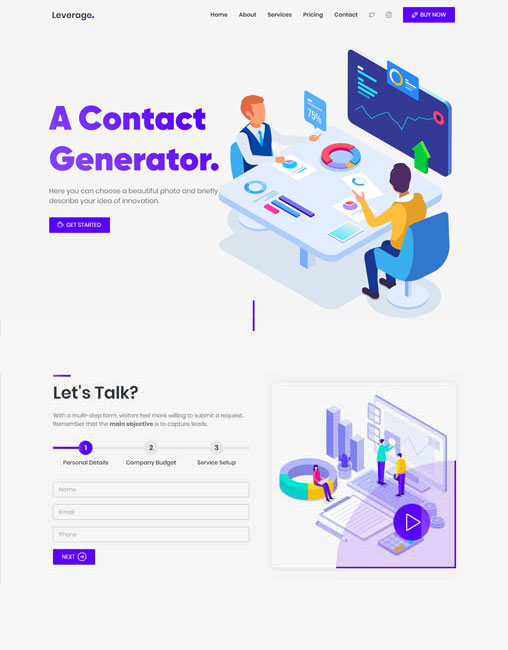 Leverage.
Home About Services Pricing Contact
BUY NOW
75%
A Contact
Generator.
Here you can choose a beautiful photo and briefly
describe your idea of innovation.
GET STARTED
Let's Talk?
With a multi-step form, visitors feel more willing to submit a request.
Remember that the main objective is to capture leads.
1 2 3
Personal Details Company Budget Service Setup
Name
Email
Phone
NEXT